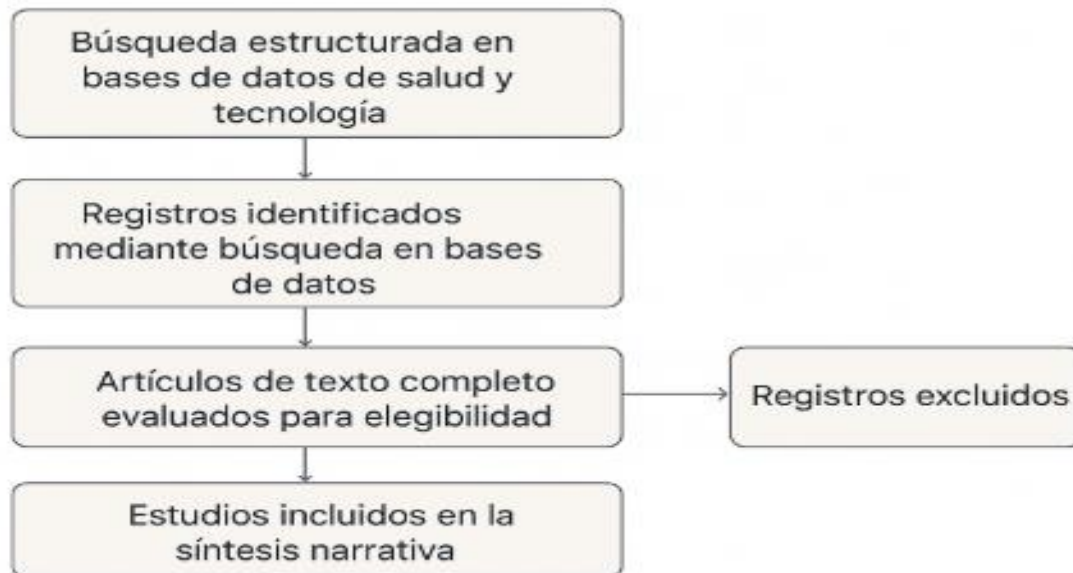 Búsqueda estructurada en
bases de datos de salud y
tecnología
Registros identificados
mediante búsqueda en bases
de datos
Artículos de texto completo
evaluados para elegibilidad
Registros excluidos
Estudios incluidos en la
síntesis narrativa